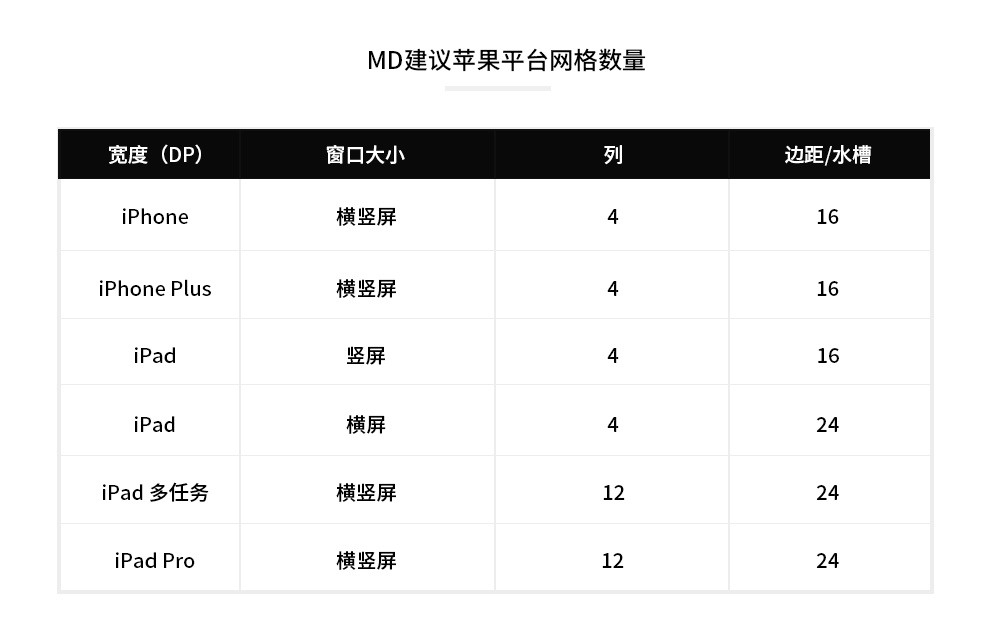 MD建议苹果平台网格数量
宽度（DP） 窗口大小 列 边距/水槽
iPhone 横竖屏 4 16
iPhone Plus 横竖屏 4 16
iPad 竖屏 4 16
iPad 横屏 4 24
iPad 多任务 横竖屏 12 24
iPad Pro 横竖屏 12 24